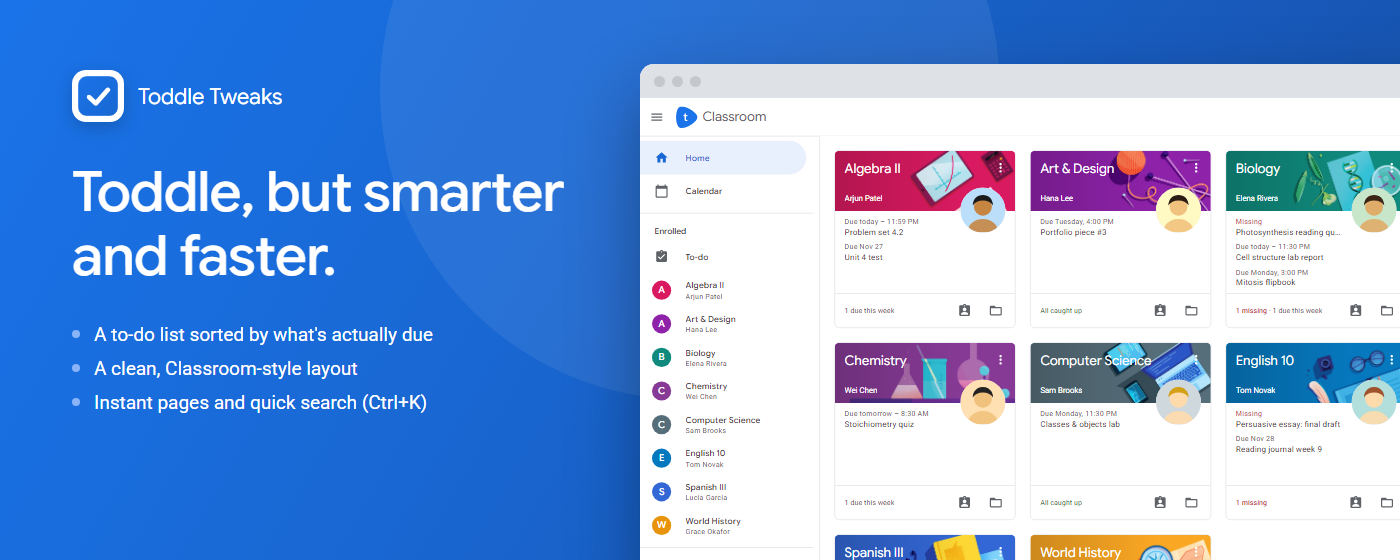 Toddle Tweaks
Toddle, but smarter
and faster.
A to-do list sorted by what's actually due
A clean, Classroom-style layout
Instant pages and quick search (Ctrl+K)
t Classroom
Home
Calendar
Enrolled
To-do
A Algebra II
Arjun Patel
A Art & Design
Hana Lee
B Biology
Elena Rivera
C Chemistry
Wei Chen
C Computer Science
Sam Brooks
E English 10
Tom Novak
S Spanish III
Lucia Garcia
W World History
Grace Okafor
Algebra II
Arjun Patel
Due today – 11:59 PM
Problem set 4.2
Due Nov 27
Unit 4 test
1 due this week
Art & Design
Hana Lee
Due Tuesday, 4:00 PM
Portfolio piece #3
All caught up
Biology
Elena Rivera
Missing
Photosynthesis reading qu...
Due today – 11:30 PM
Cell structure lab report
Due Monday, 3:00 PM
Mitosis flipbook
1 missing · 1 due this week
Chemistry
Wei Chen
Due tomorrow – 8:30 AM
Stoichiometry quiz
1 due this week
Computer Science
Sam Brooks
Due Monday, 11:30 PM
Classes & objects lab
All caught up
English 10
Tom Novak
Missing
Persuasive essay: final draft
Due Nov 28
Reading journal week 9
1 missing
Spanish III
World History